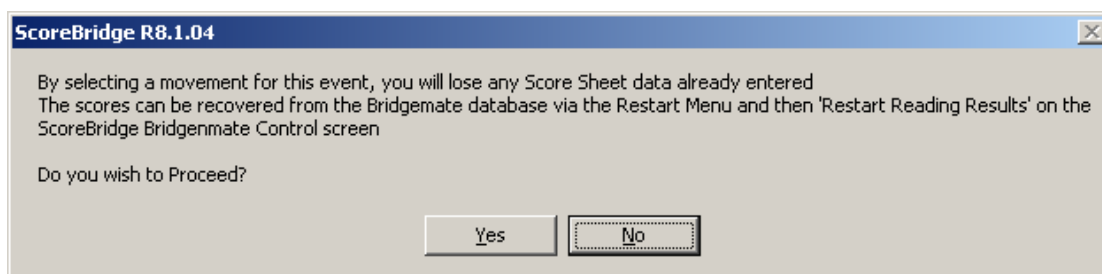 ScoreBridge R8.1.04
By selecting a movement for this event, you will lose any Score Sheet data already entered
The scores can be recovered from the Bridgemate database via the Restart Menu and then 'Restart Reading Results' on the
ScoreBridge Bridgenmate Control screen
Do you wish to Proceed?
Yes
No